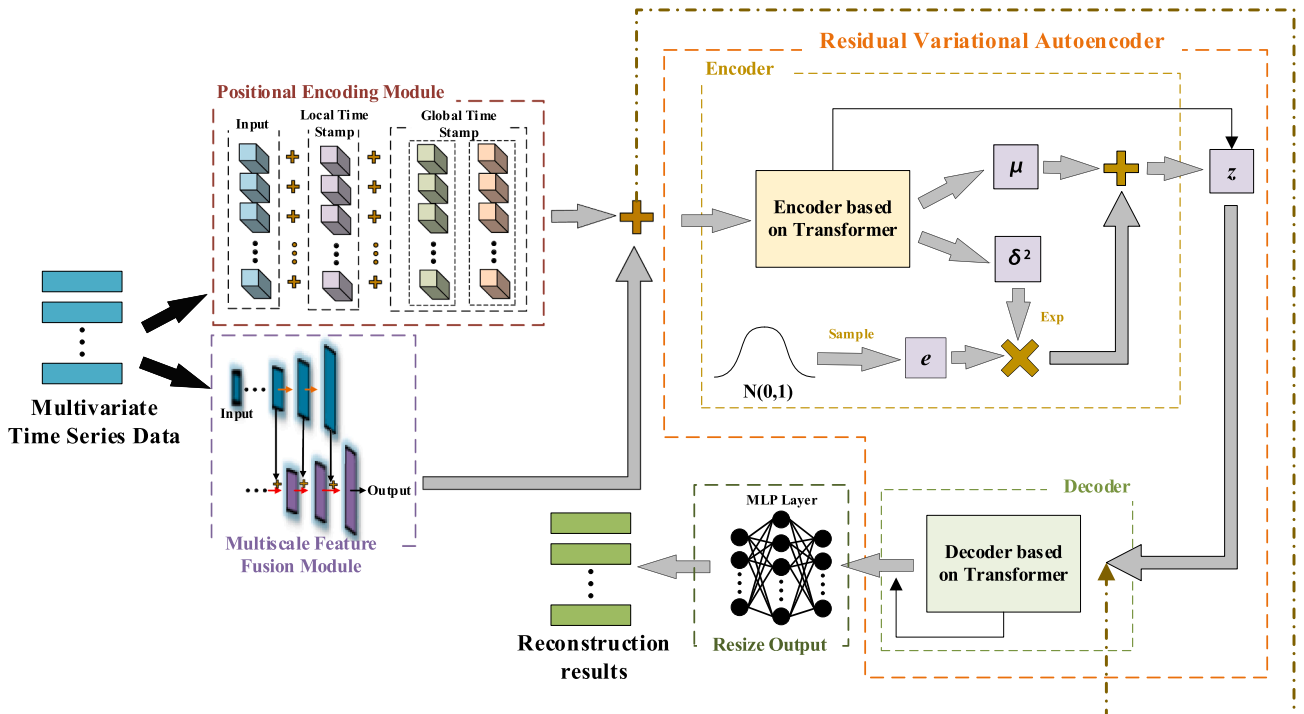 Residual Variational Autoencoder
Encoder
Positional Encoding Module
Input
Local Time
Stamp
Global Time
Stamp
Encoder based
on Transformer
μ
z
δ²
Exp
Sample
e
N(0,1)
Multivariate
Time Series Data
Input
Output
Multiscale Feature
Fusion Module
Decoder
MLP Layer
Decoder based
on Transformer
Resize Output
Reconstruction
results